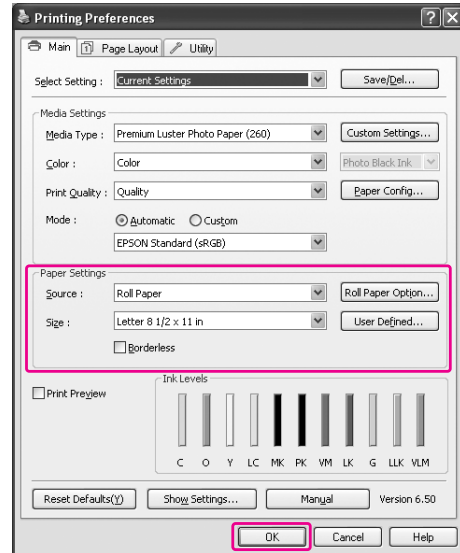 Printing Preferences
Main Page Layout Utility
Select Setting : Current Settings Save/Del...
Media Settings
Media Type : Premium Luster Photo Paper (260) Custom Settings...
Color : Color Photo Black Ink
Print Quality : Quality Paper Config...
Mode : Automatic Custom
EPSON Standard (sRGB)
Paper Settings
Source : Roll Paper Roll Paper Option...
Size : Letter 8 1/2 x 11 in User Defined...
Borderless
Print Preview Ink Levels
C O Y LC MK PK VM LK G LLK VLM
Reset Defaults(Y) Show Settings... Manual Version 6.50
OK Cancel Help